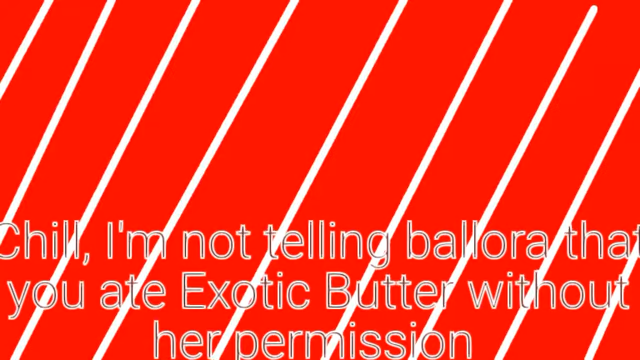 Chill, I'm not telling ballora that
you ate Exotic Butter without
her permission